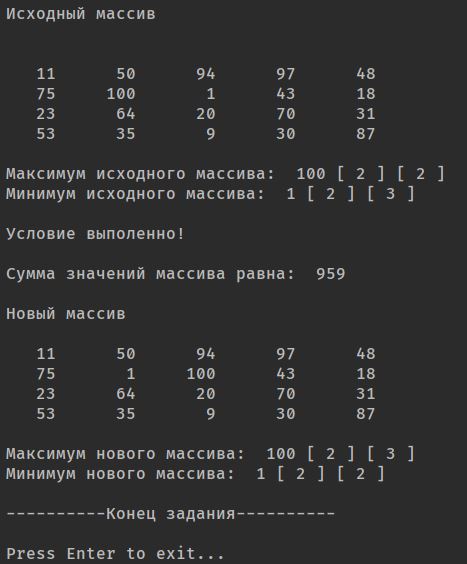 Исходный массив
11 50 94 97 48
75 100 1 43 18
23 64 20 70 31
53 35 9 30 87
Максимум исходного массива: 100 [ 2 ] [ 2 ]
Минимум исходного массива: 1 [ 2 ] [ 3 ]
Условие выполенно!
Сумма значений массива равна: 959
Новый массив
11 50 94 97 48
75 1 100 43 18
23 64 20 70 31
53 35 9 30 87
Максимум нового массива: 100 [ 2 ] [ 3 ]
Минимум нового массива: 1 [ 2 ] [ 2 ]
----------Конец задания----------
Press Enter to exit...